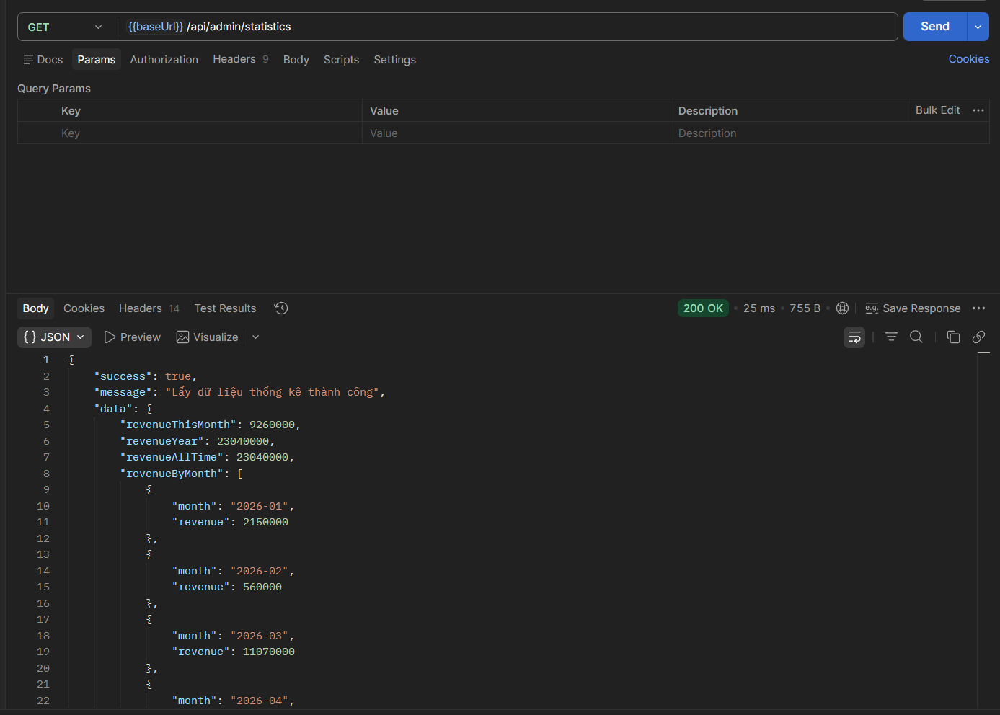 GET {{baseUrl}} /api/admin/statistics Send
Docs Params Authorization Headers 9 Body Scripts Settings Cookies
Query Params
Key Value Description Bulk Edit
Key Value Description
Body Cookies Headers 14 Test Results 200 OK 25 ms 755 B e.g. Save Response
{} JSON Preview Visualize
1 {
2 "success": true,
3 "message": "Lấy dữ liệu thống kê thành công",
4 "data": {
5 "revenueThisMonth": 9260000,
6 "revenueYear": 23040000,
7 "revenueAllTime": 23040000,
8 "revenueByMonth": [
9 {
10 "month": "2026-01",
11 "revenue": 2150000
12 },
13 {
14 "month": "2026-02",
15 "revenue": 560000
16 },
17 {
18 "month": "2026-03",
19 "revenue": 11070000
20 },
21 {
22 "month": "2026-04",